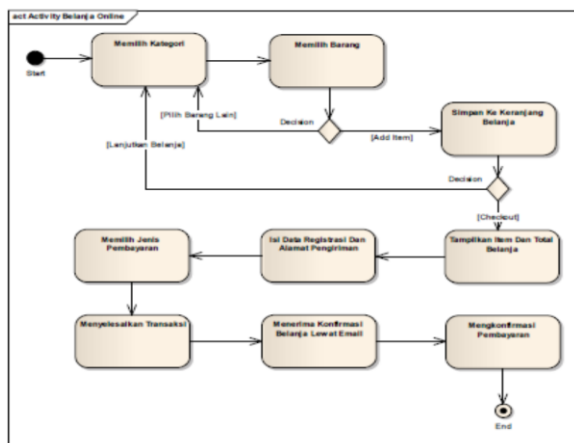 act Activity Belanja Online
Memilih Kategori
Memilih Barang
Start
[Pilih Barang Lain]
Decision
[Add Item]
Simpan Ke Keranjang
Belanja
[Lanjutkan Belanja]
Decision
[Checkout]
Memilih Jenis
Pembayaran
Isi Data Registrasi Dan
Alamat Pengiriman
Tampilkan Item Dan Total
Belanja
Menyelesaikan Transaksi
Menerima Konfirmasi
Belanja Lewat Email
Mengkonfirmasi
Pembayaran
End